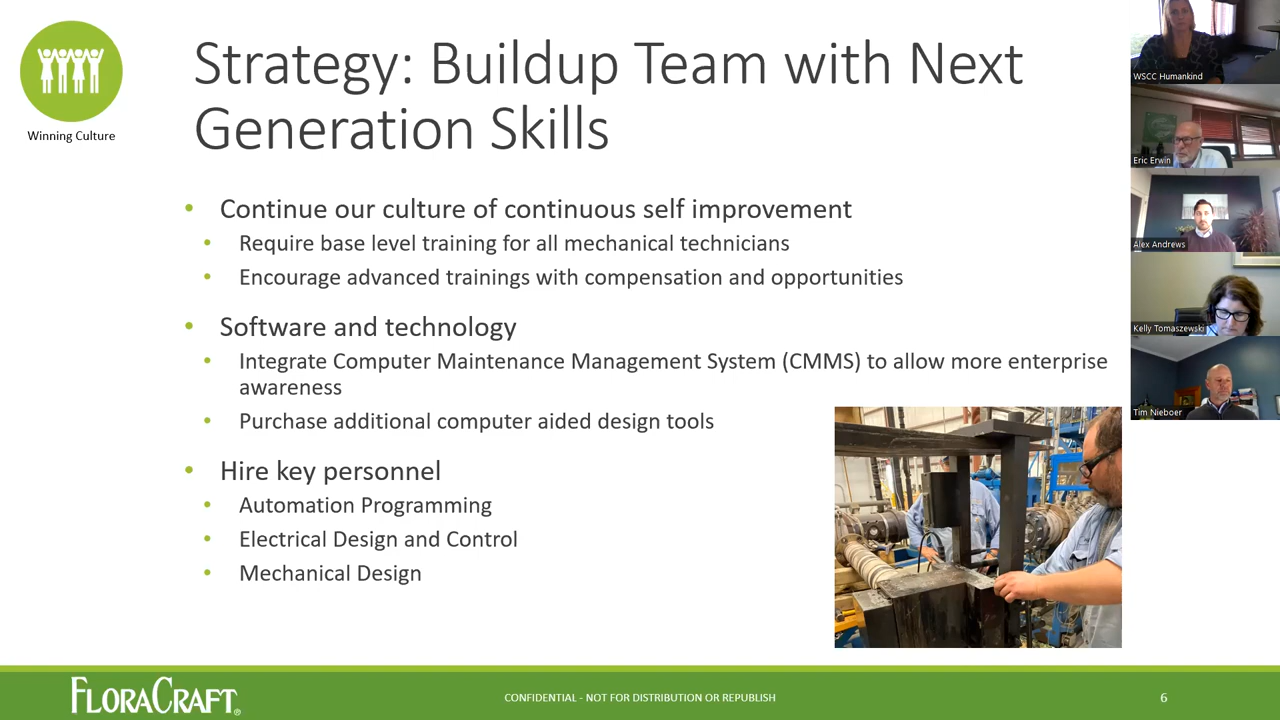 Winning Culture
Strategy: Buildup Team with Next
Generation Skills
• Continue our culture of continuous self improvement
• Require base level training for all mechanical technicians
• Encourage advanced trainings with compensation and opportunities
• Software and technology
• Integrate Computer Maintenance Management System (CMMS) to allow more enterprise
awareness
• Purchase additional computer aided design tools
• Hire key personnel
• Automation Programming
• Electrical Design and Control
• Mechanical Design
WSCC Humankind
Eric Erwin
Alex Andrews
Kelly Tomaszewski
Tim Nieboer
FLORACRAFT®
CONFIDENTIAL - NOT FOR DISTRIBUTION OR REPUBLISH
6